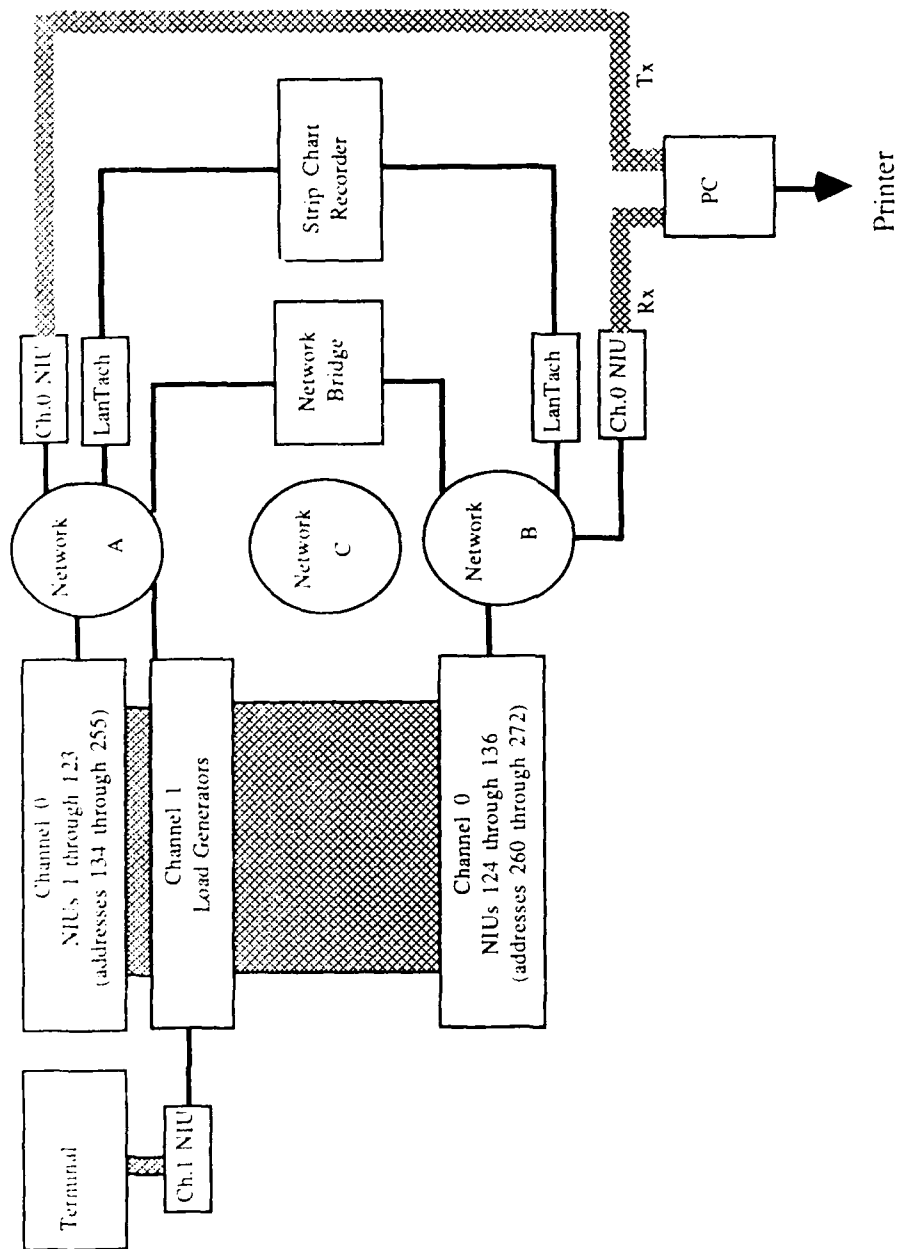 Terminal
Ch.1 NIU
Channel 0
NIUs 1 through 123
(addresses 134 through 255)
Channel 1
Load Generators
Channel 0
NIUs 124 through 136
(addresses 260 through 272)
Network
A
Network
C
Network
B
Ch.0 NIU
LanTach
Network
Bridge
LanTach
Ch.0 NIU
Strip Chart
Recorder
Rx
Tx
PC
Printer